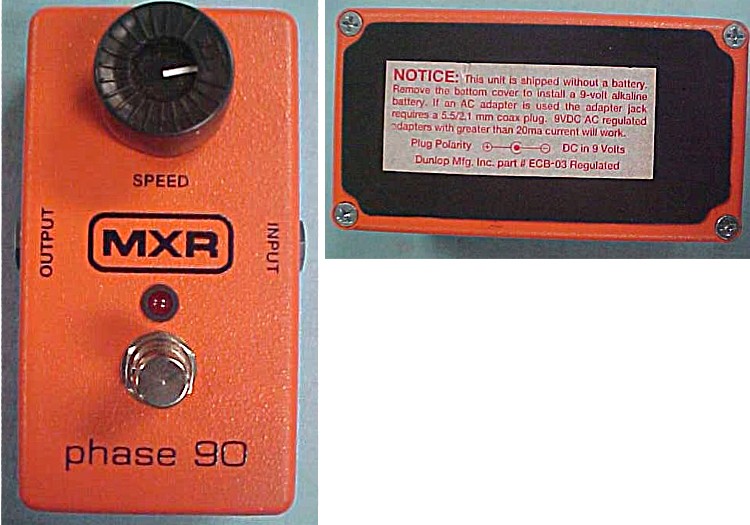 SPEED
OUTPUT
MXR
INPUT
phase 90
NOTICE: This unit is shipped without a battery.
Remove the bottom cover to install a 9-volt alkaline
battery. If an AC adapter is used the adapter jack
requires a 5.5/2.1 mm coax plug. 9VDC AC regulated
adapters with greater than 20ma current will work.
Plug Polarity + - DC in 9 Volts
Dunlop Mfg. Inc. part # ECB-03 Regulated